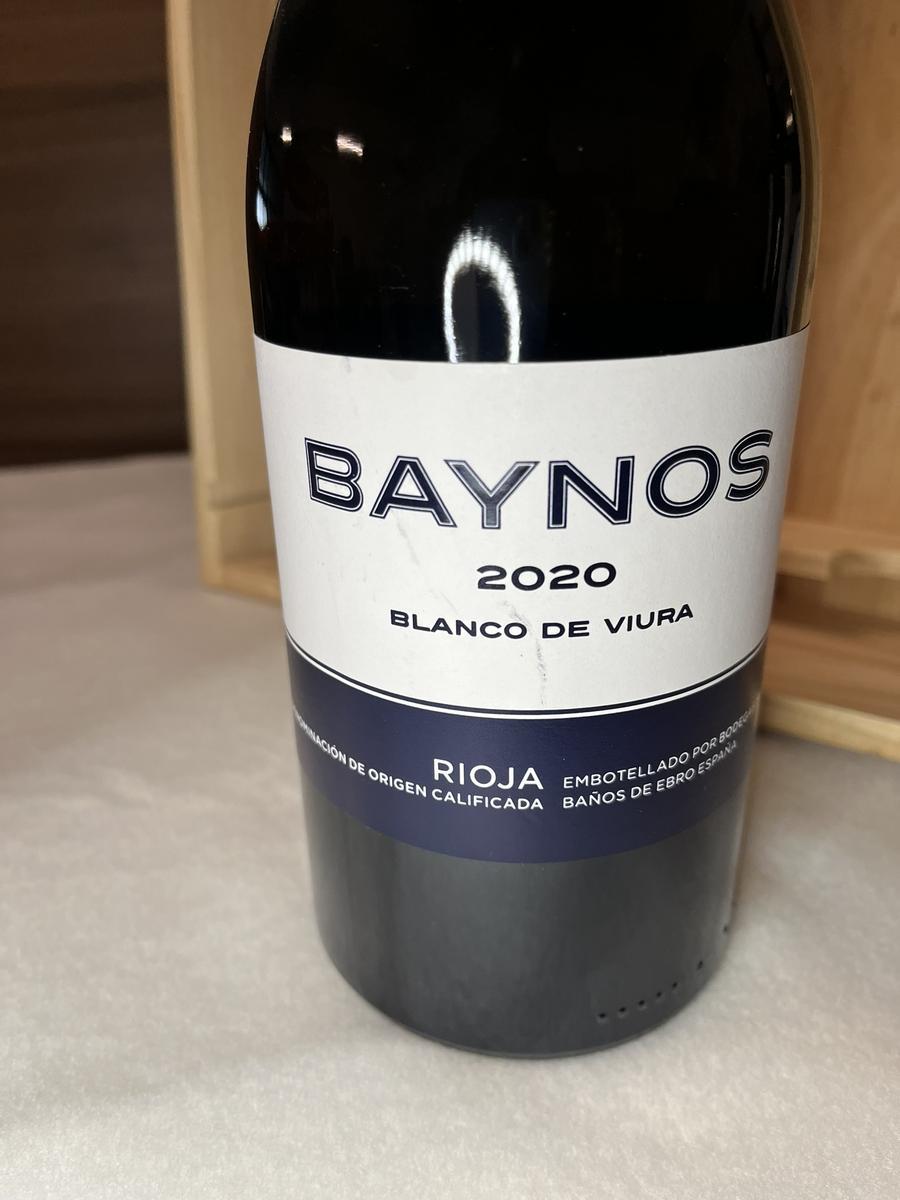 BAYNOS
2020
BLANCO DE VIURA
RIOJA
DE ORIGEN CALIFICADA
EMBOTELLADO POR
BAÑOS DE EBRO ESPAÑA